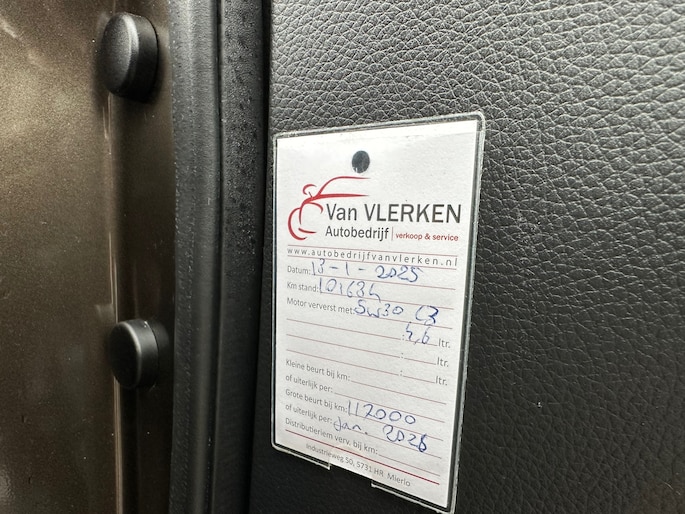 Van VLERKEN
Autobedrijf | verkoop & service
www.autobedrijfvanvlerken.nl
Datum: 13-1-2025
Km stand: 101634
Motor ververst met: 5w30 C3
: 4,6 ltr.
: ltr.
: ltr.
Kleine beurt bij km:
of uiterlijk per:
Grote beurt bij km: 112000
of uiterlijk per: Jan. 2026
Distributieriem verv. bij km:
Industrieweg 50, 5731 HR Mierlo